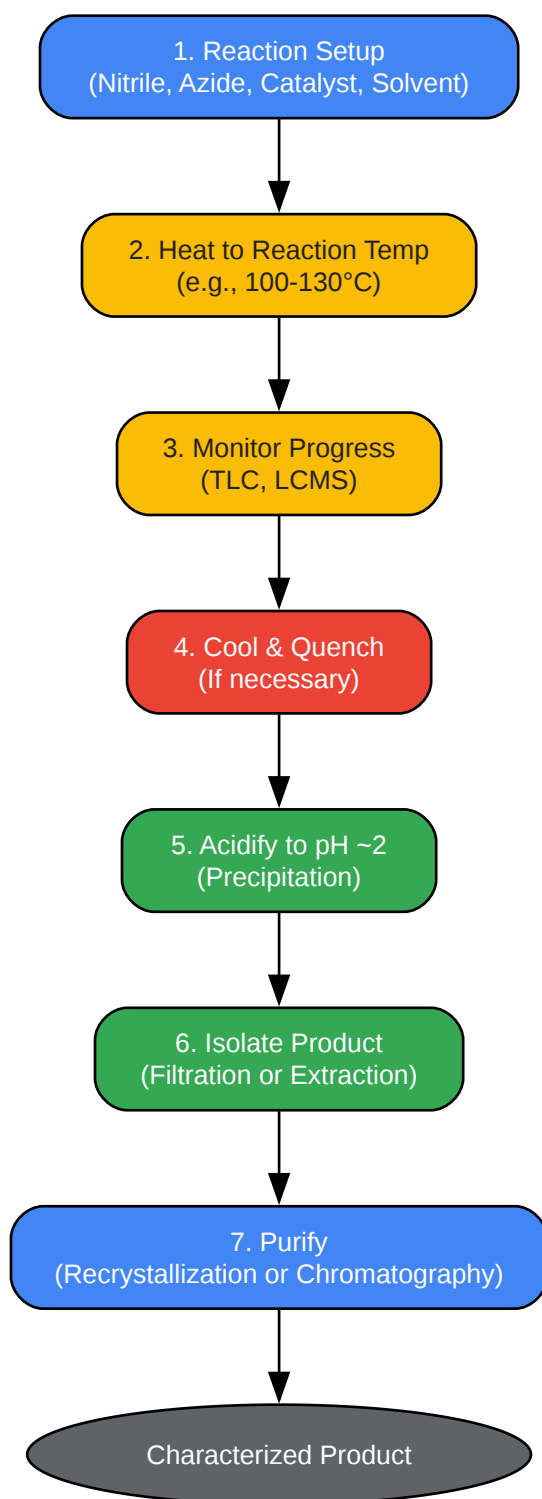 1. Reaction Setup
(Nitrile, Azide, Catalyst, Solvent)
2. Heat to Reaction Temp
(e.g., 100-130°C)
3. Monitor Progress
(TLC, LCMS)
4. Cool & Quench
(If necessary)
5. Acidify to pH ~2
(Precipitation)
6. Isolate Product
(Filtration or Extraction)
7. Purify
(Recrystallization or Chromatography)
Characterized Product